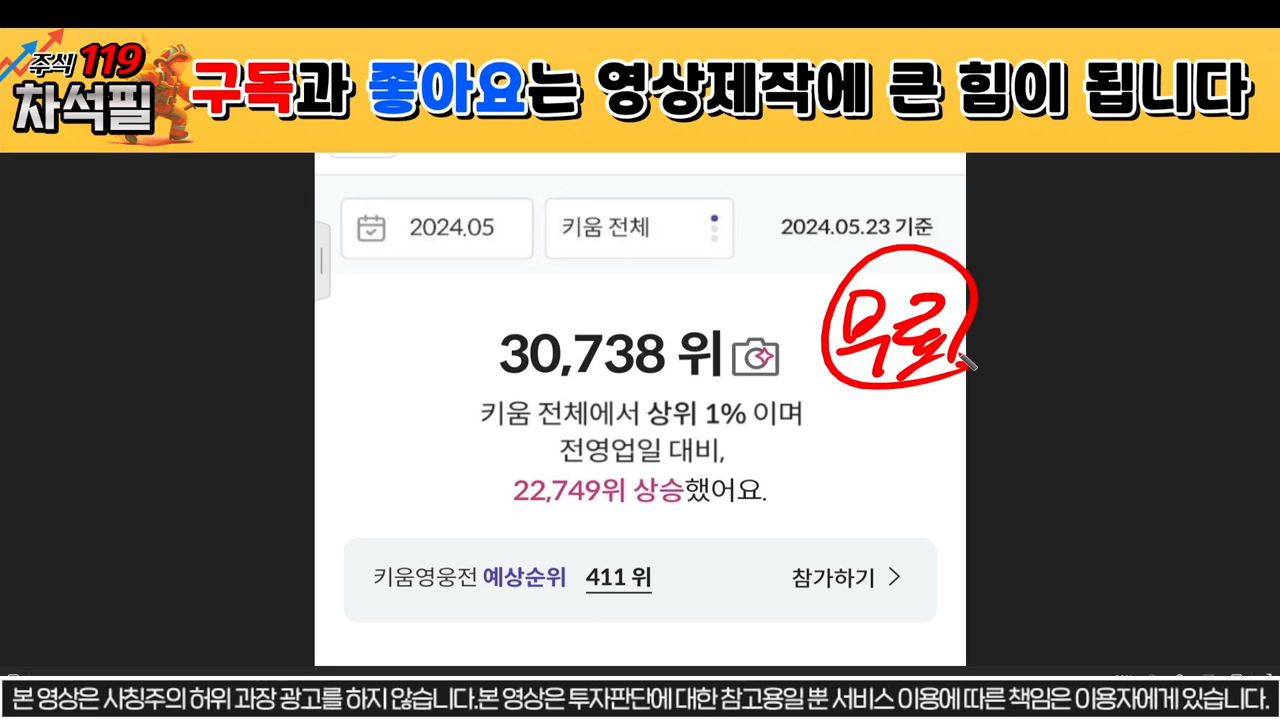 주식 119
차석필
구독과 좋아요는 영상제작에 큰 힘이 됩니다
2024.05
키움 전체
2024.05.23 기준
무료
30,738 위
키움 전체에서 상위 1% 이며
전영업일 대비,
22,749위 상승했어요.
키움영웅전 예상순위 411 위
참가하기
본 영상은 사칭주의 허위 과장 광고를 하지 않습니다.본 영상은 투자판단에 대한 참고용일 뿐 서비스 이용에 따른 책임은 이용자에게 있습니다.